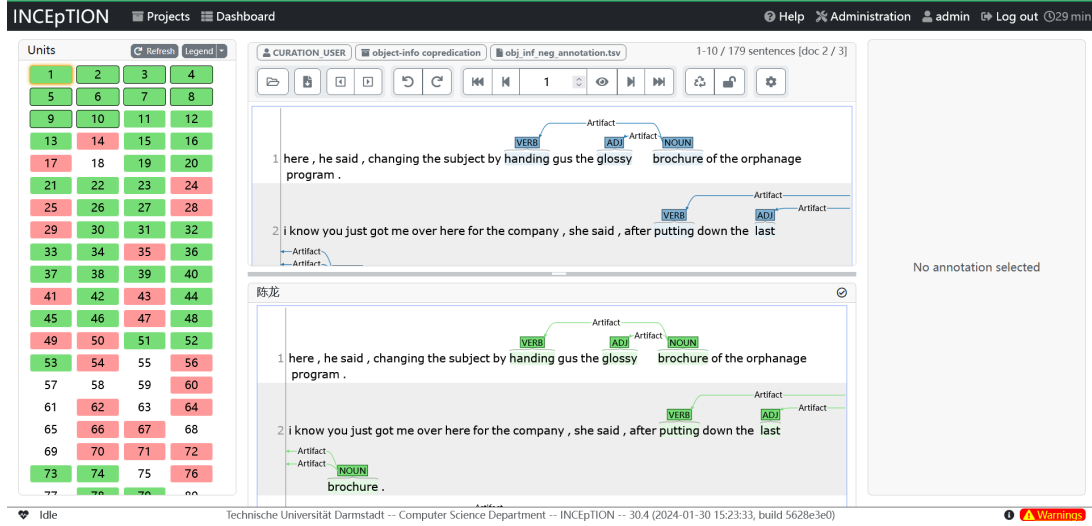 INCEpTION Projects Dashboard Help Administration admin Log out 29 min
Units Refresh Legend
1 2 3 4
5 6 7 8
9 10 11 12
13 14 15 16
17 18 19 20
21 22 23 24
25 26 27 28
29 30 31 32
33 34 35 36
37 38 39 40
41 42 43 44
45 46 47 48
49 50 51 52
53 54 55 56
57 58 59 60
61 62 63 64
65 66 67 68
69 70 71 72
73 74 75 76
77 78 79 80
CURATION_USER object-info copredication obj_inf_neg_annotation.tsv 1-10 / 179 sentences [doc 2 / 3]
1
Artifact
VERB ADJ Artifact NOUN
1 here , he said , changing the subject by handing gus the glossy brochure of the orphanage
program .
Artifact
VERB ADJ Artifact
2 i know you just got me over here for the company , she said , after putting down the last
Artifact
Artifact
陈龙
Artifact
VERB ADJ Artifact NOUN
1 here , he said , changing the subject by handing gus the glossy brochure of the orphanage
program .
Artifact
VERB ADJ Artifact
2 i know you just got me over here for the company , she said , after putting down the last
Artifact
Artifact
NOUN
brochure .
No annotation selected
Idle Technische Universität Darmstadt -- Computer Science Department -- INCEpTION -- 30.4 (2024-01-30 15:23:33, build 5628e3e0) Warnings